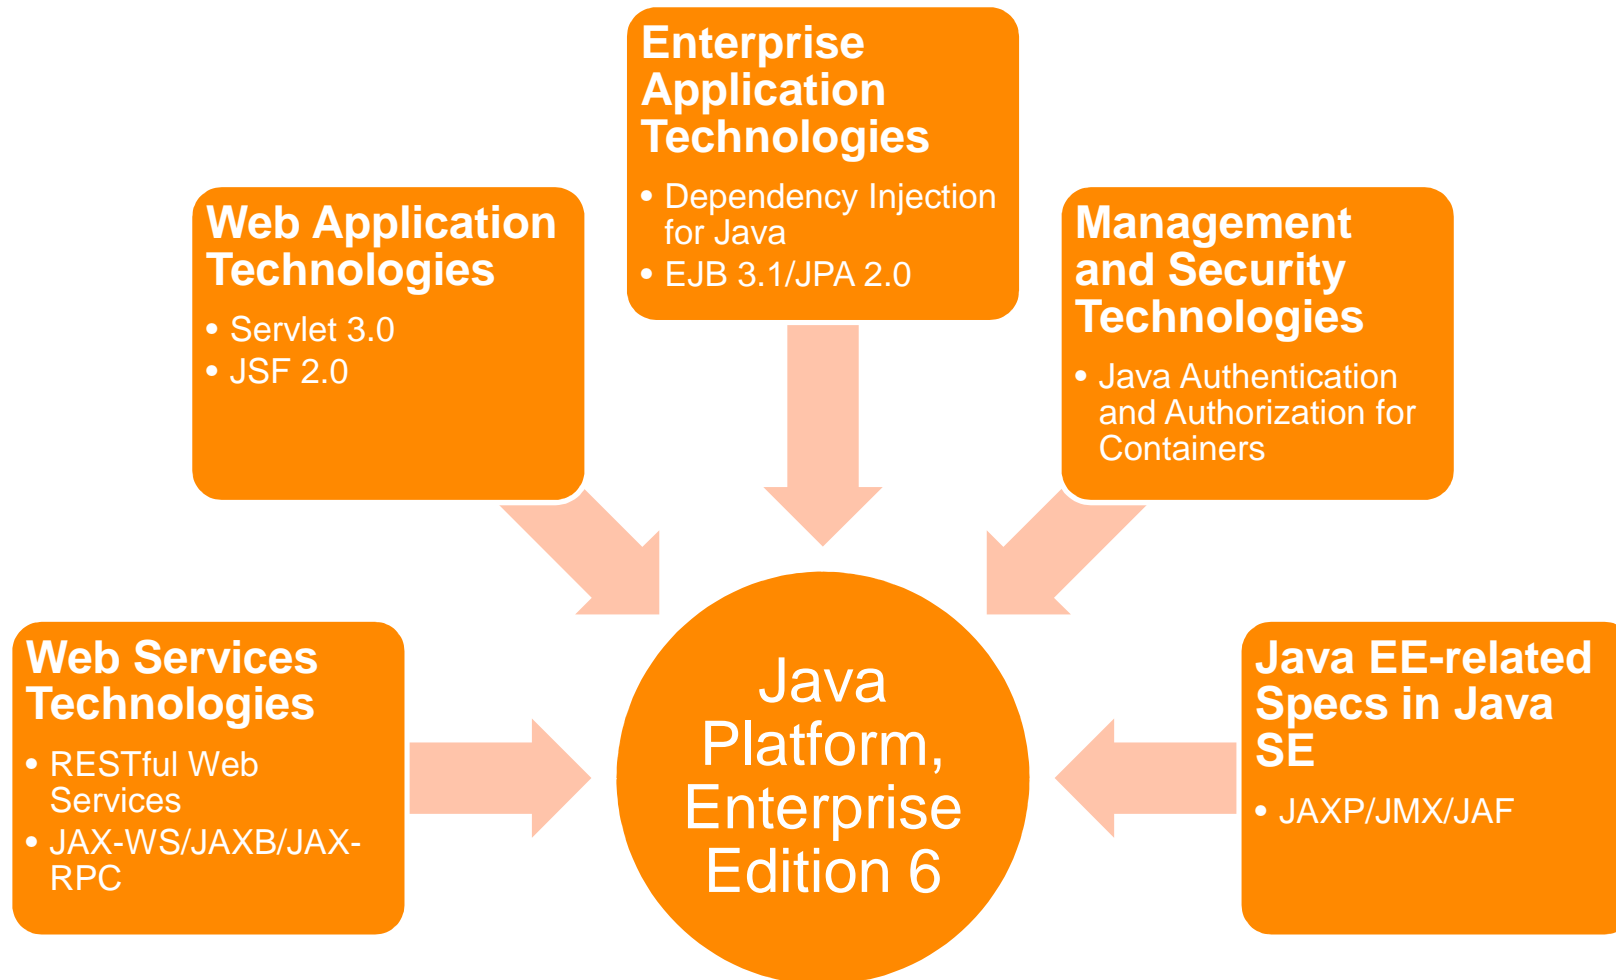 Enterprise
Application
Technologies
• Dependency Injection
for Java
• EJB 3.1/JPA 2.0
Web Application
Technologies
• Servlet 3.0
• JSF 2.0
Management
and Security
Technologies
• Java Authentication
and Authorization for
Containers
Web Services
Technologies
• RESTful Web
Services
• JAX-WS/JAXB/JAX-
RPC
Java
Platform,
Enterprise
Edition 6
Java EE-related
Specs in Java
SE
• JAXP/JMX/JAF